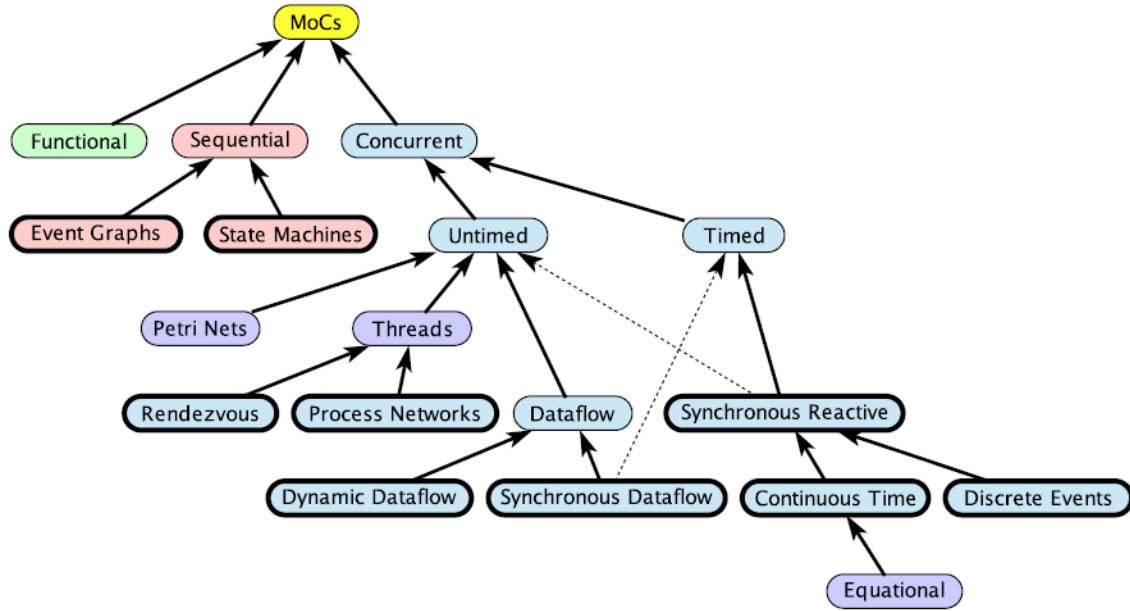 MoCs
Functional
Sequential
Concurrent
Event Graphs
State Machines
Untimed
Timed
Petri Nets
Threads
Rendezvous
Process Networks
Dataflow
Synchronous Reactive
Dynamic Dataflow
Synchronous Dataflow
Continuous Time
Discrete Events
Equational